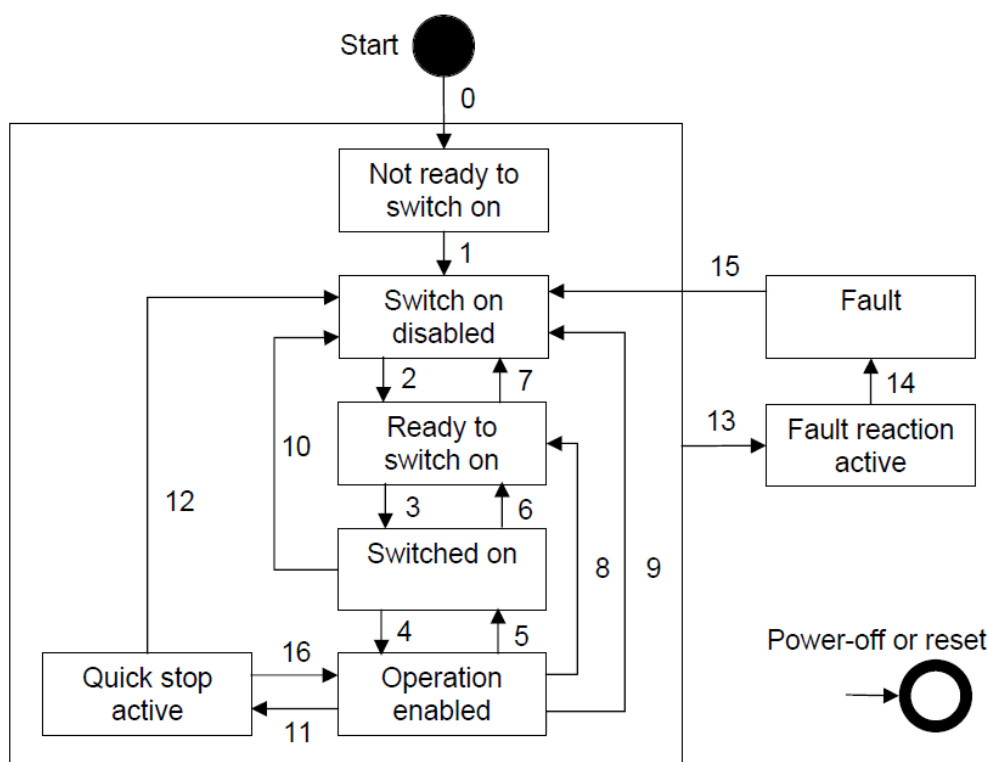 Start
0
Not ready to
switch on
1
15
Switch on
disabled
Fault
2
7
14
10
Ready to
switch on
13
Fault reaction
active
12
3
6
Switched on
8
9
4
5
Power-off or reset
16
Quick stop
active
Operation
enabled
11